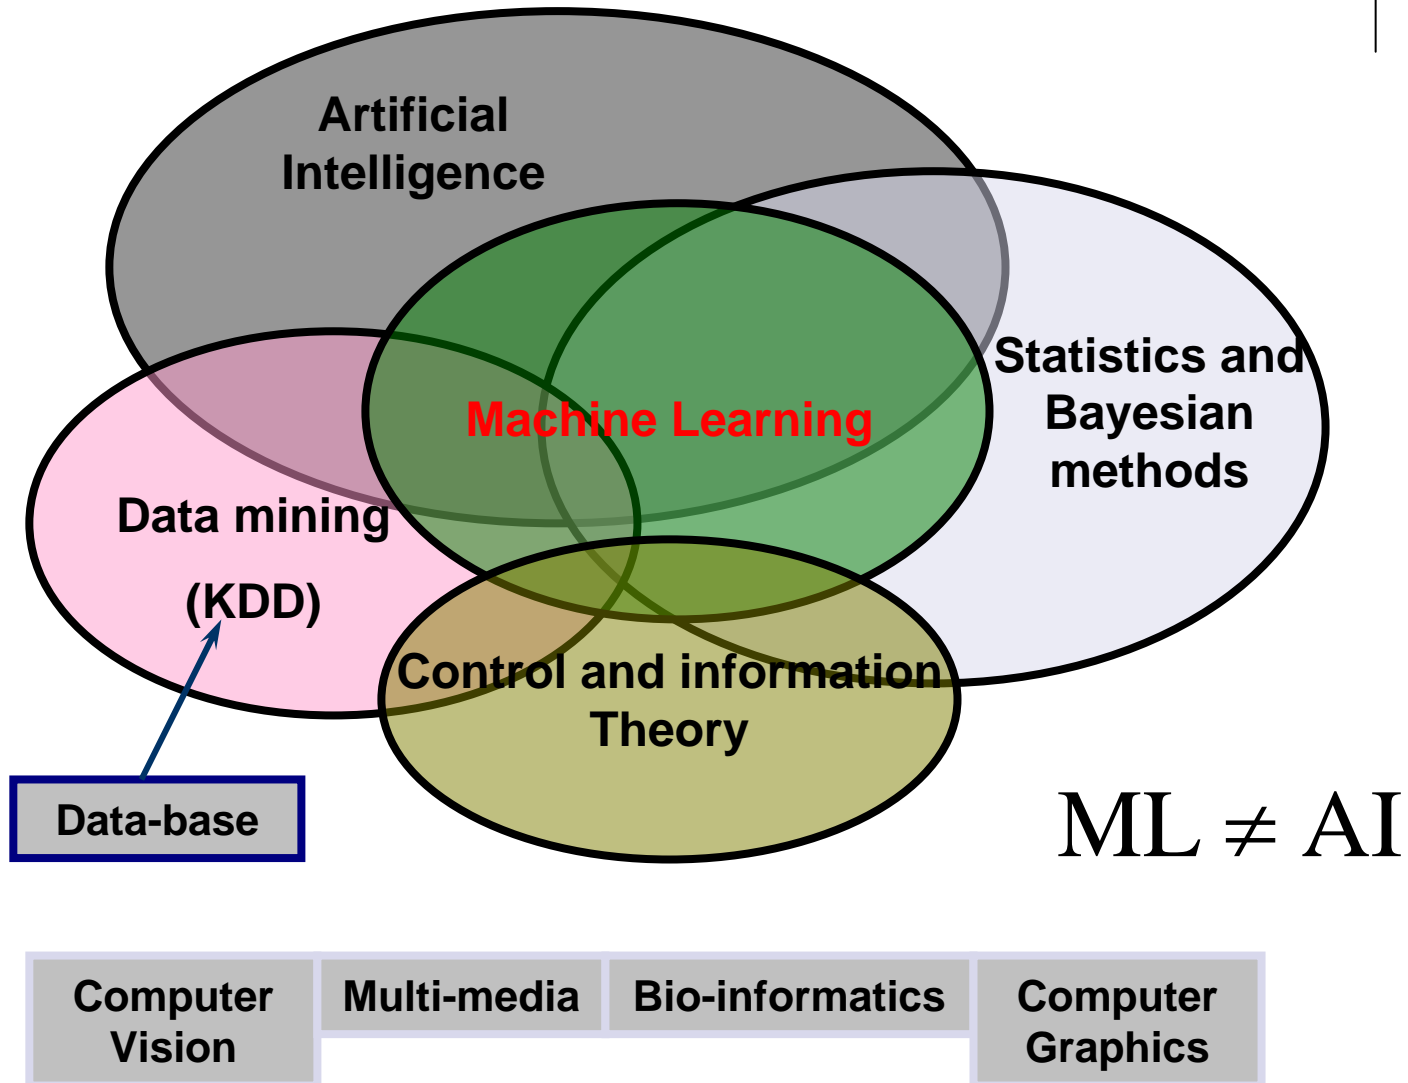 Artificial
Intelligence
Statistics and
Bayesian
methods
Machine Learning
Data mining
(KDD)
Control and information
Theory
Data-base
ML ≠ AI
Computer
Vision
Multi-media
Bio-informatics
Computer
Graphics